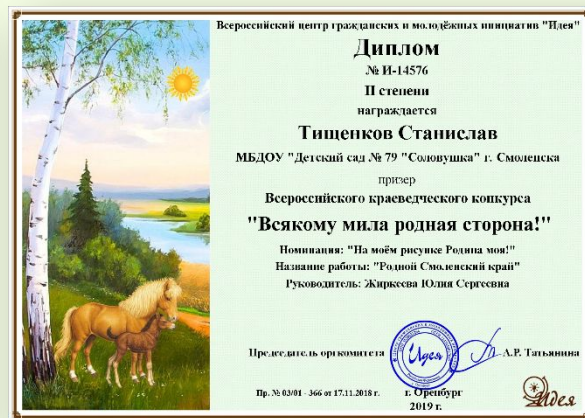 Всероссийский центр гражданских и молодёжных инициатив "Идея"
Диплом
№ И-14576
II степени
награждается
Тищенков Станислав
МБДОУ "Детский сад № 79 "Соловушка" г. Смоленска
призер
Всероссийского краеведческого конкурса
"Всякому мила родная сторона!"
Номинация: "На моём рисунке Родина моя!"
Название работы: "Родной Смоленский край"
Руководитель: Жиркеева Юлия Сергеевна
Председатель оргкомитета Идея А.Р. Татьянина
Пр. № 03/01 - 366 от 17.11.2018 г. г. Оренбург
2019 г.
Идея